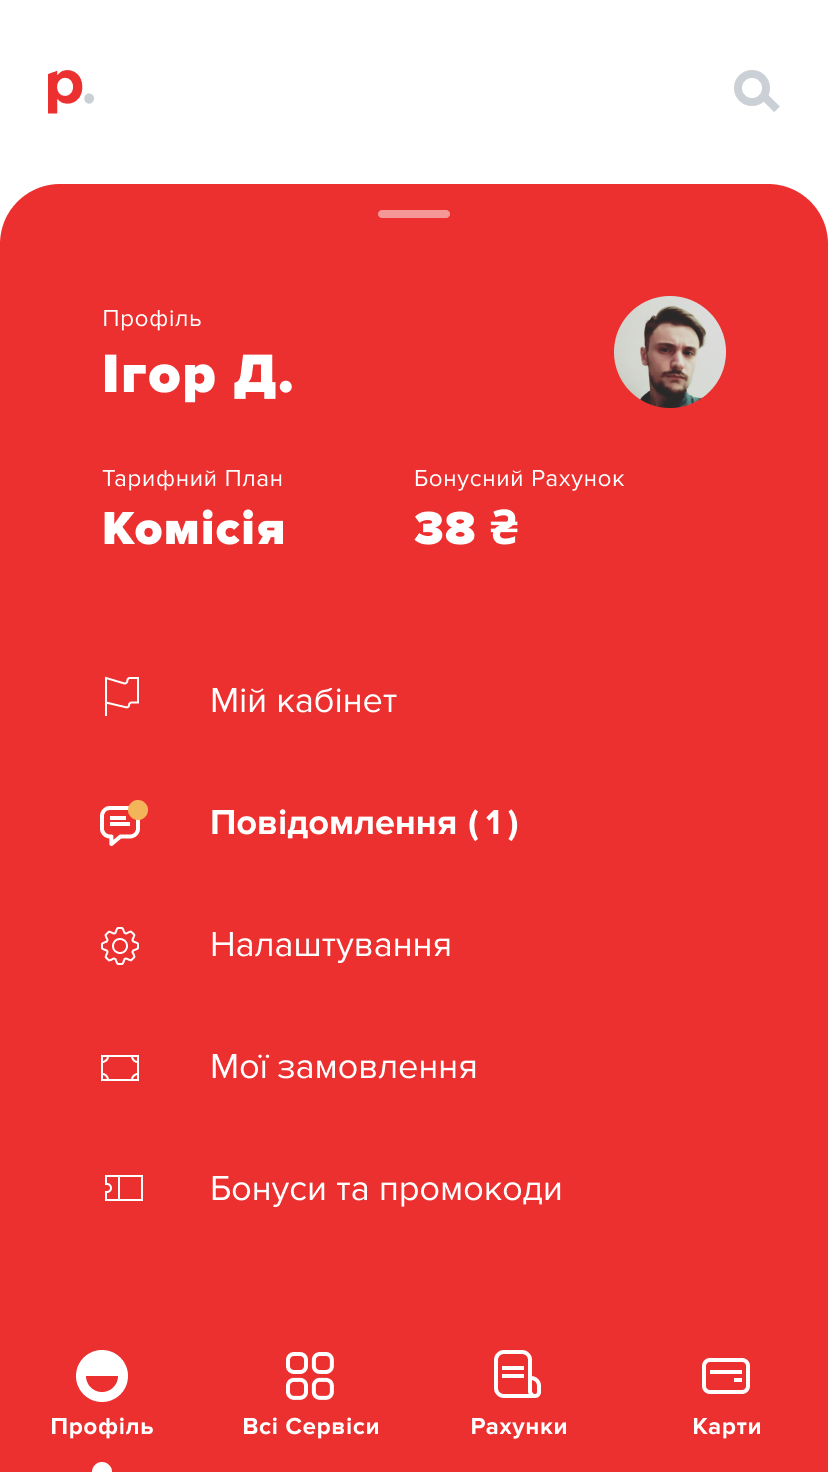 p.
Профіль
Ігор Д.
Тарифний План
Бонусний Рахунок
Комісія
38 ₴
Мій кабінет
Повідомлення (1)
Налаштування
Мої замовлення
Бонуси та промокоди
Профіль
Всі Сервіси
Рахунки
Карти